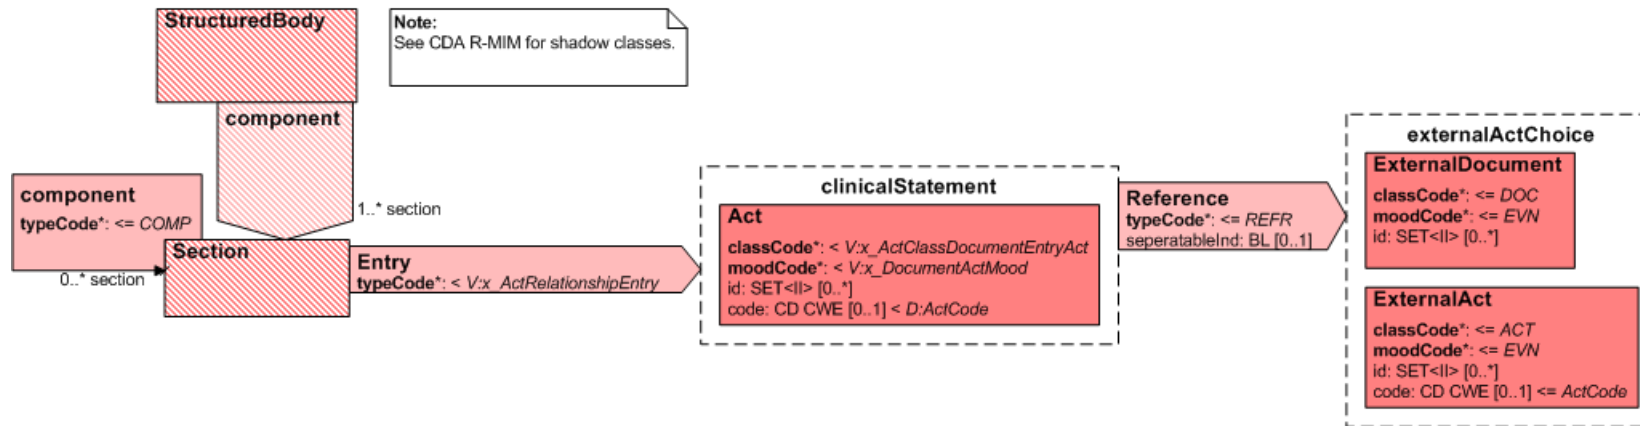 StructuredBody
Note:
See CDA R-MIM for shadow classes.
component
1..* section
component
typeCode*: <= COMP
0..* section
Section
Entry
typeCode*: < V:x_ActRelationshipEntry
clinicalStatement
Act
classCode*: < V:x_ActClassDocumentEntryAct
moodCode*: < V:x_DocumentActMood
id: SET<II> [0..*]
code: CD CWE [0..1] < D:ActCode
Reference
typeCode*: <= REFR
seperatableInd: BL [0..1]
externalActChoice
ExternalDocument
classCode*: <= DOC
moodCode*: <= EVN
id: SET<II> [0..*]
ExternalAct
classCode*: <= ACT
moodCode*: <= EVN
id: SET<II> [0..*]
code: CD CWE [0..1] <= ActCode